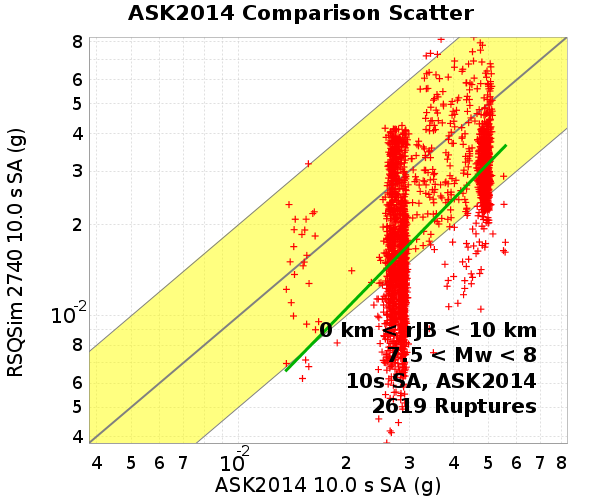 ASK2014 Comparison Scatter
RSQSim 2740 10.0 s SA (g)
8
6
5
4
3
2
10-2
8
6
5
4
0 km < rJB < 10 km
7.5 < Mw < 8
10s SA, ASK2014
2619 Ruptures
4 5 6 7 10-2 2 3 4 5 6 7 8
ASK2014 10.0 s SA (g)